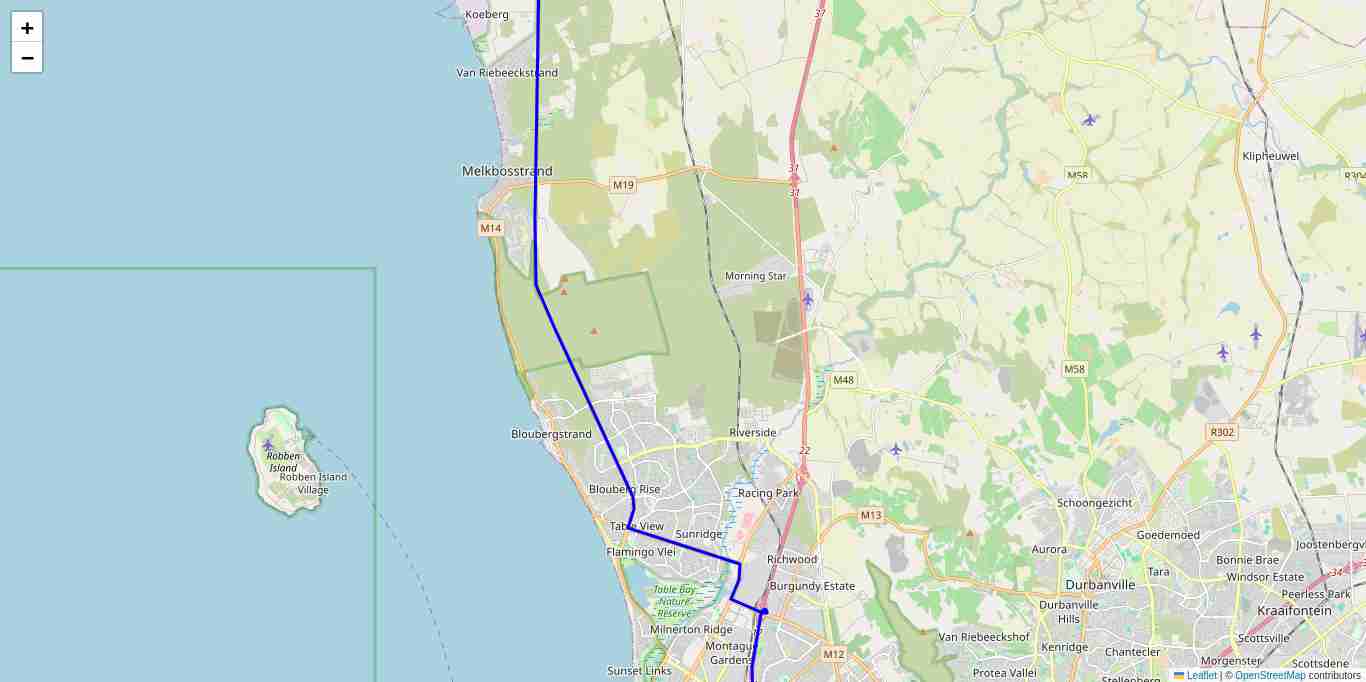 +
−
37
Koeberg
Van Riebeeckstrand
Melkbosstrand
M19
37
37
M58
Klipheuwel
R304
M14
Morning Star
M48
M58
Bloubergstrand
Riverside
R302
22
Robben
Island
Robben Island
Village
Blouberg Rise
Racing Park
Schoongezicht
M13
Table View
Sunridge
Goedemoed
Flamingo Vlei
Richwood
Aurora
Joostenbergvl
Bonnie Brae
Tara
Windsor Estate
34
Table Bay
Nature
Reserve
Burgundy Estate
Durbanville
Peerless Park
Durbanville
Hills
Kraaifontein
Milnerton Ridge
Van Riebeeckshof
Scottsville
Montague
Gardens
M12
Kenridge
Chantecler
Morgenster
Scottsdene
Sunset Links
Protea Vallei
Stellenberg
Leaflet | © OpenStreetMap contributors